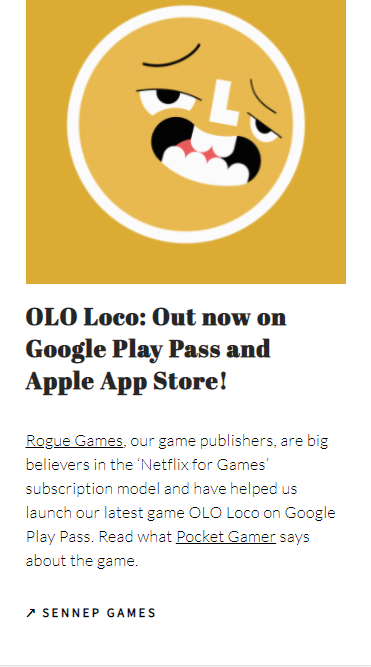 L
OLO Loco: Out now on
Google Play Pass and
Apple App Store!
Rogue Games, our game publishers, are big
believers in the ‘Netflix for Games’
subscription model and have helped us
launch our latest game OLO Loco on Google
Play Pass. Read what Pocket Gamer says
about the game.
↗ SENNEP GAMES